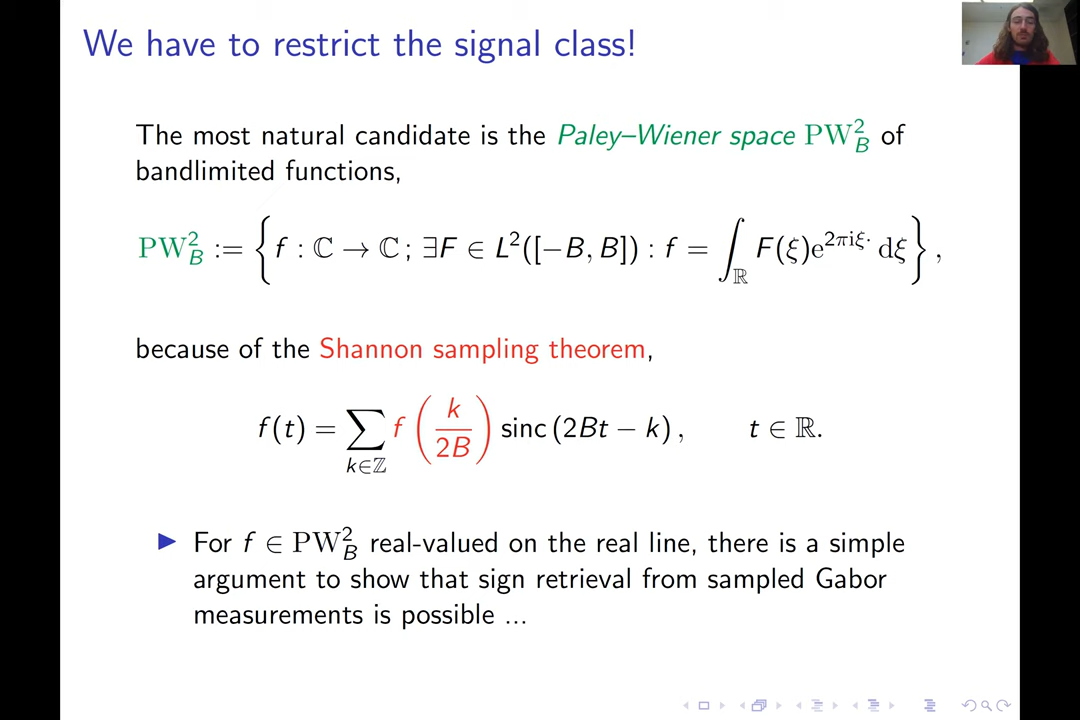 We have to restrict the signal class!
The most natural candidate is the Paley–Wiener space PW²_B of
bandlimited functions,
PW²_B := { f : ℂ → ℂ ; ∃F ∈ L²([−B, B]) : f = ∫_ℝ F(ξ)e^{2πiξ·} dξ } ,
because of the Shannon sampling theorem,
f(t) = ∑_{k∈ℤ} f (k/2B) sinc (2Bt − k) , t ∈ ℝ.
▶ For f ∈ PW²_B real-valued on the real line, there is a simple
argument to show that sign retrieval from sampled Gabor
measurements is possible ...